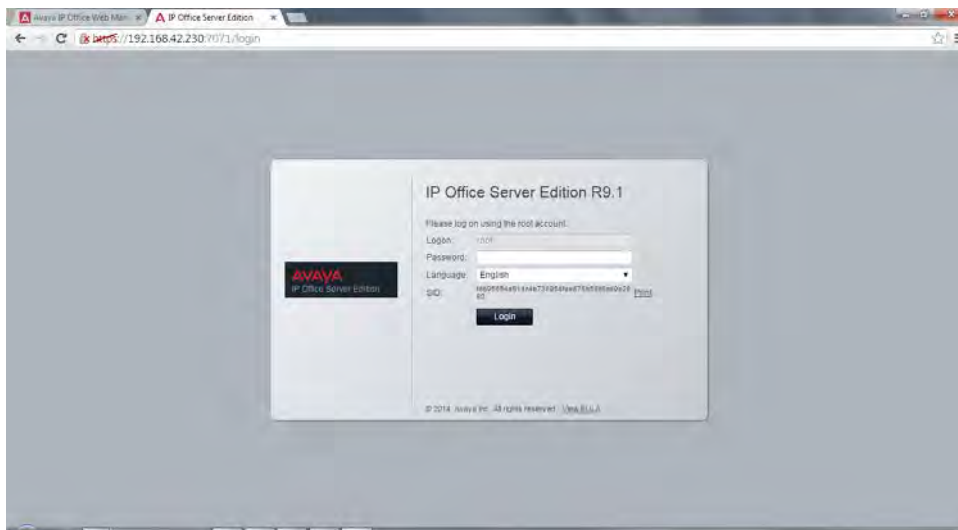 Avaya IP Office Web Man
IP Office Server Edition
https://192.168.42.230:7071/login
IP Office Server Edition R9.1
Please log on using the root account.
Logon: root
Password:
Language: English
SID: Print
Login
AVAYA
IP Office Server Edition
© 2014 Avaya Inc. All rights reserved. View EULA